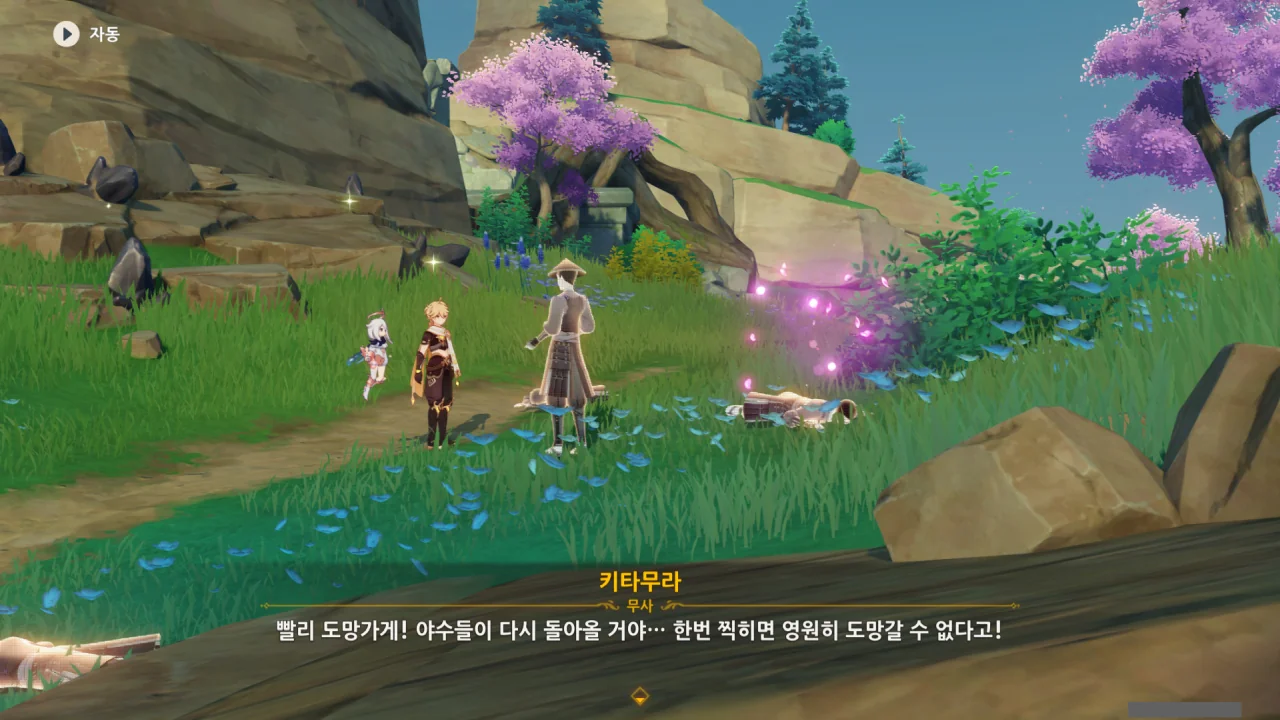 자동
키타무라
무사
빨리 도망가게! 야수들이 다시 돌아올 거야… 한번 찍히면 영원히 도망갈 수 없다고!